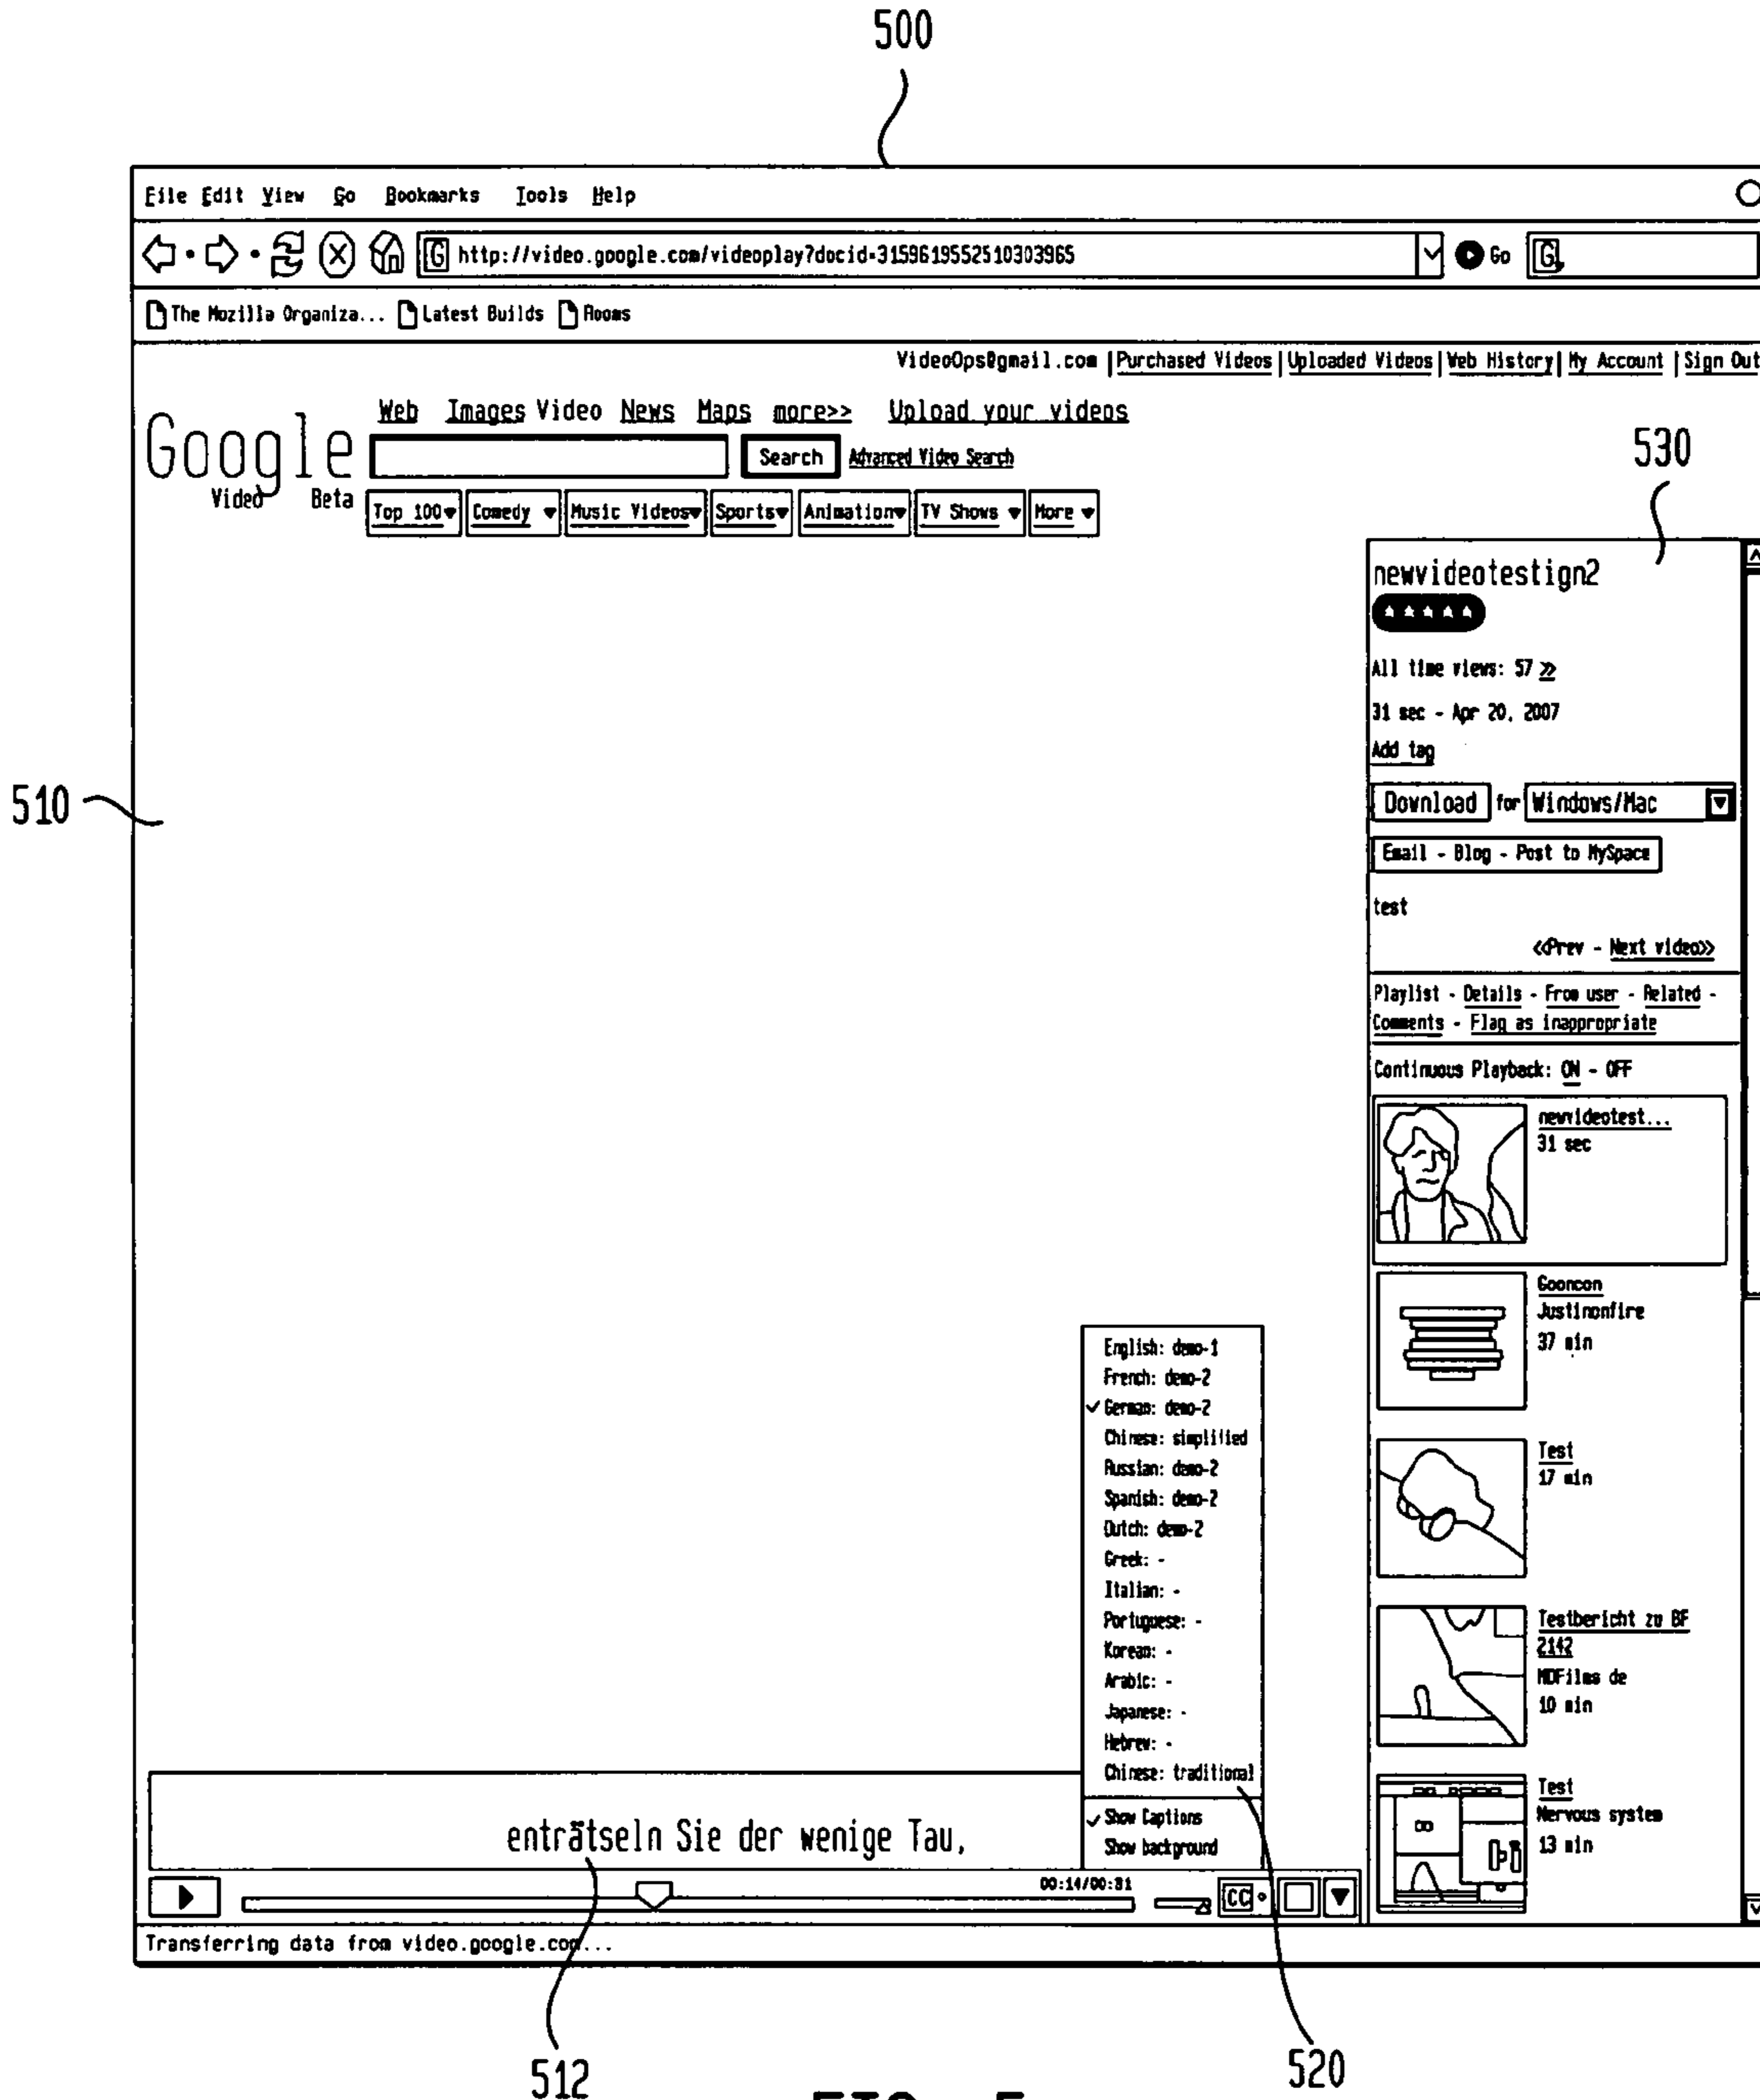 500
File Edit View Go Bookmarks Tools Help
G http://video.google.com/videoplay?docid=3159619552510303965 Go G
The Mozilla Organiza... Latest Builds Rooms
VideoOps@gmail.com | Purchased Videos | Uploaded Videos | Web History | My Account | Sign Out
Web Images Video News Maps more>> Upload your videos
Google
Video Beta
Search Advanced Video Search
Top 100 Comedy Music Videos Sports Animation TV Shows More
530
newvideotestign2
All time views: 57 >>
31 sec - Apr 20, 2007
Add tag
510
Download for Windows/Mac
Email - Blog - Post to MySpace
test
<<Prev - Next video>>
Playlist - Details - From user - Related -
Comments - Flag as inappropriate
Continuous Playback: ON - OFF
newvideotest...
31 sec
Gooncon
Justinonfire
37 min
Test
17 min
Testbericht zu BF
2142
MDFilms de
10 min
Test
Nervous system
13 min
English: demo-1
French: demo-2
German: demo-2
Chinese: simplified
Russian: demo-2
Spanish: demo-2
Dutch: demo-2
Greek: -
Italian: -
Portuguese: -
Korean: -
Arabic: -
Japanese: -
Hebrew: -
Chinese: traditional
Show Captions
Show background
enträtseln Sie der wenige Tau,
00:14/00:31
CC
Transferring data from video.google.com...
512
520